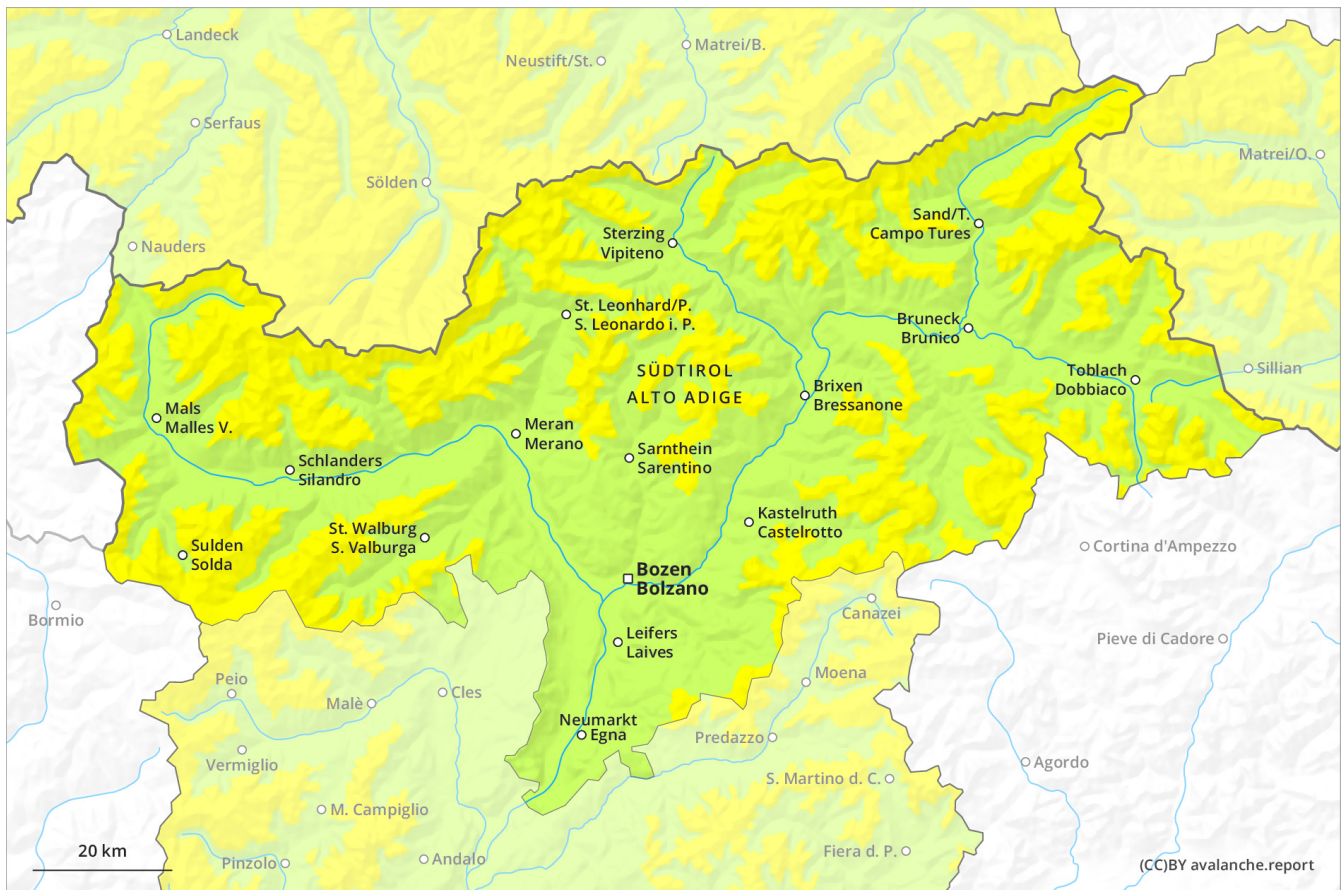 Landeck
Matrei/B.
Neustift/St.
Serfaus
Matrei/O.
Sölden
Sand/T.
Campo Tures
Sterzing
Vipiteno
Nauders
St. Leonhard/P.
S. Leonardo i. P.
Bruneck
Brunico
SÜDTIROL
ALTO ADIGE
Toblach
Dobbiaco
Sillian
Brixen
Bressanone
Mals
Malles V.
Meran
Merano
Sarnthein
Sarentino
Schlanders
Silandro
Kastelruth
Castelrotto
St. Walburg
S. Valburga
Sulden
Solda
Cortina d'Ampezzo
Bozen
Bolzano
Bormio
Canazei
Leifers
Laives
Pieve di Cadore
Peio
Moena
Malè
Cles
Neumarkt
Egna
Predazzo
Vermiglio
Agordo
S. Martino d. C.
M. Campiglio
20 km
Pinzolo
Andalo
Fiera d. P.
(CC)BY avalanche.report